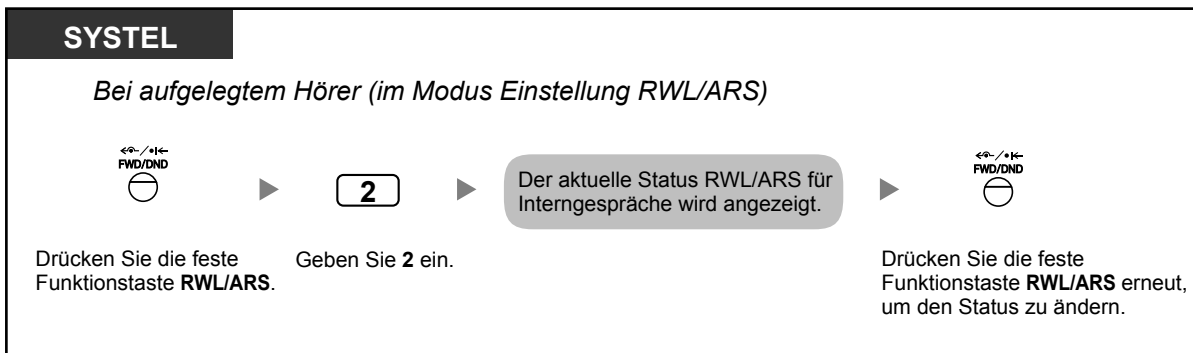 SYSTEL
Bei aufgelegtem Hörer (im Modus Einstellung RWL/ARS)
FWD/DND
2
Der aktuelle Status RWL/ARS für
Interngespräche wird angezeigt.
FWD/DND
Drücken Sie die feste
Funktionstaste RWL/ARS.
Geben Sie 2 ein.
Drücken Sie die feste
Funktionstaste RWL/ARS erneut,
um den Status zu ändern.